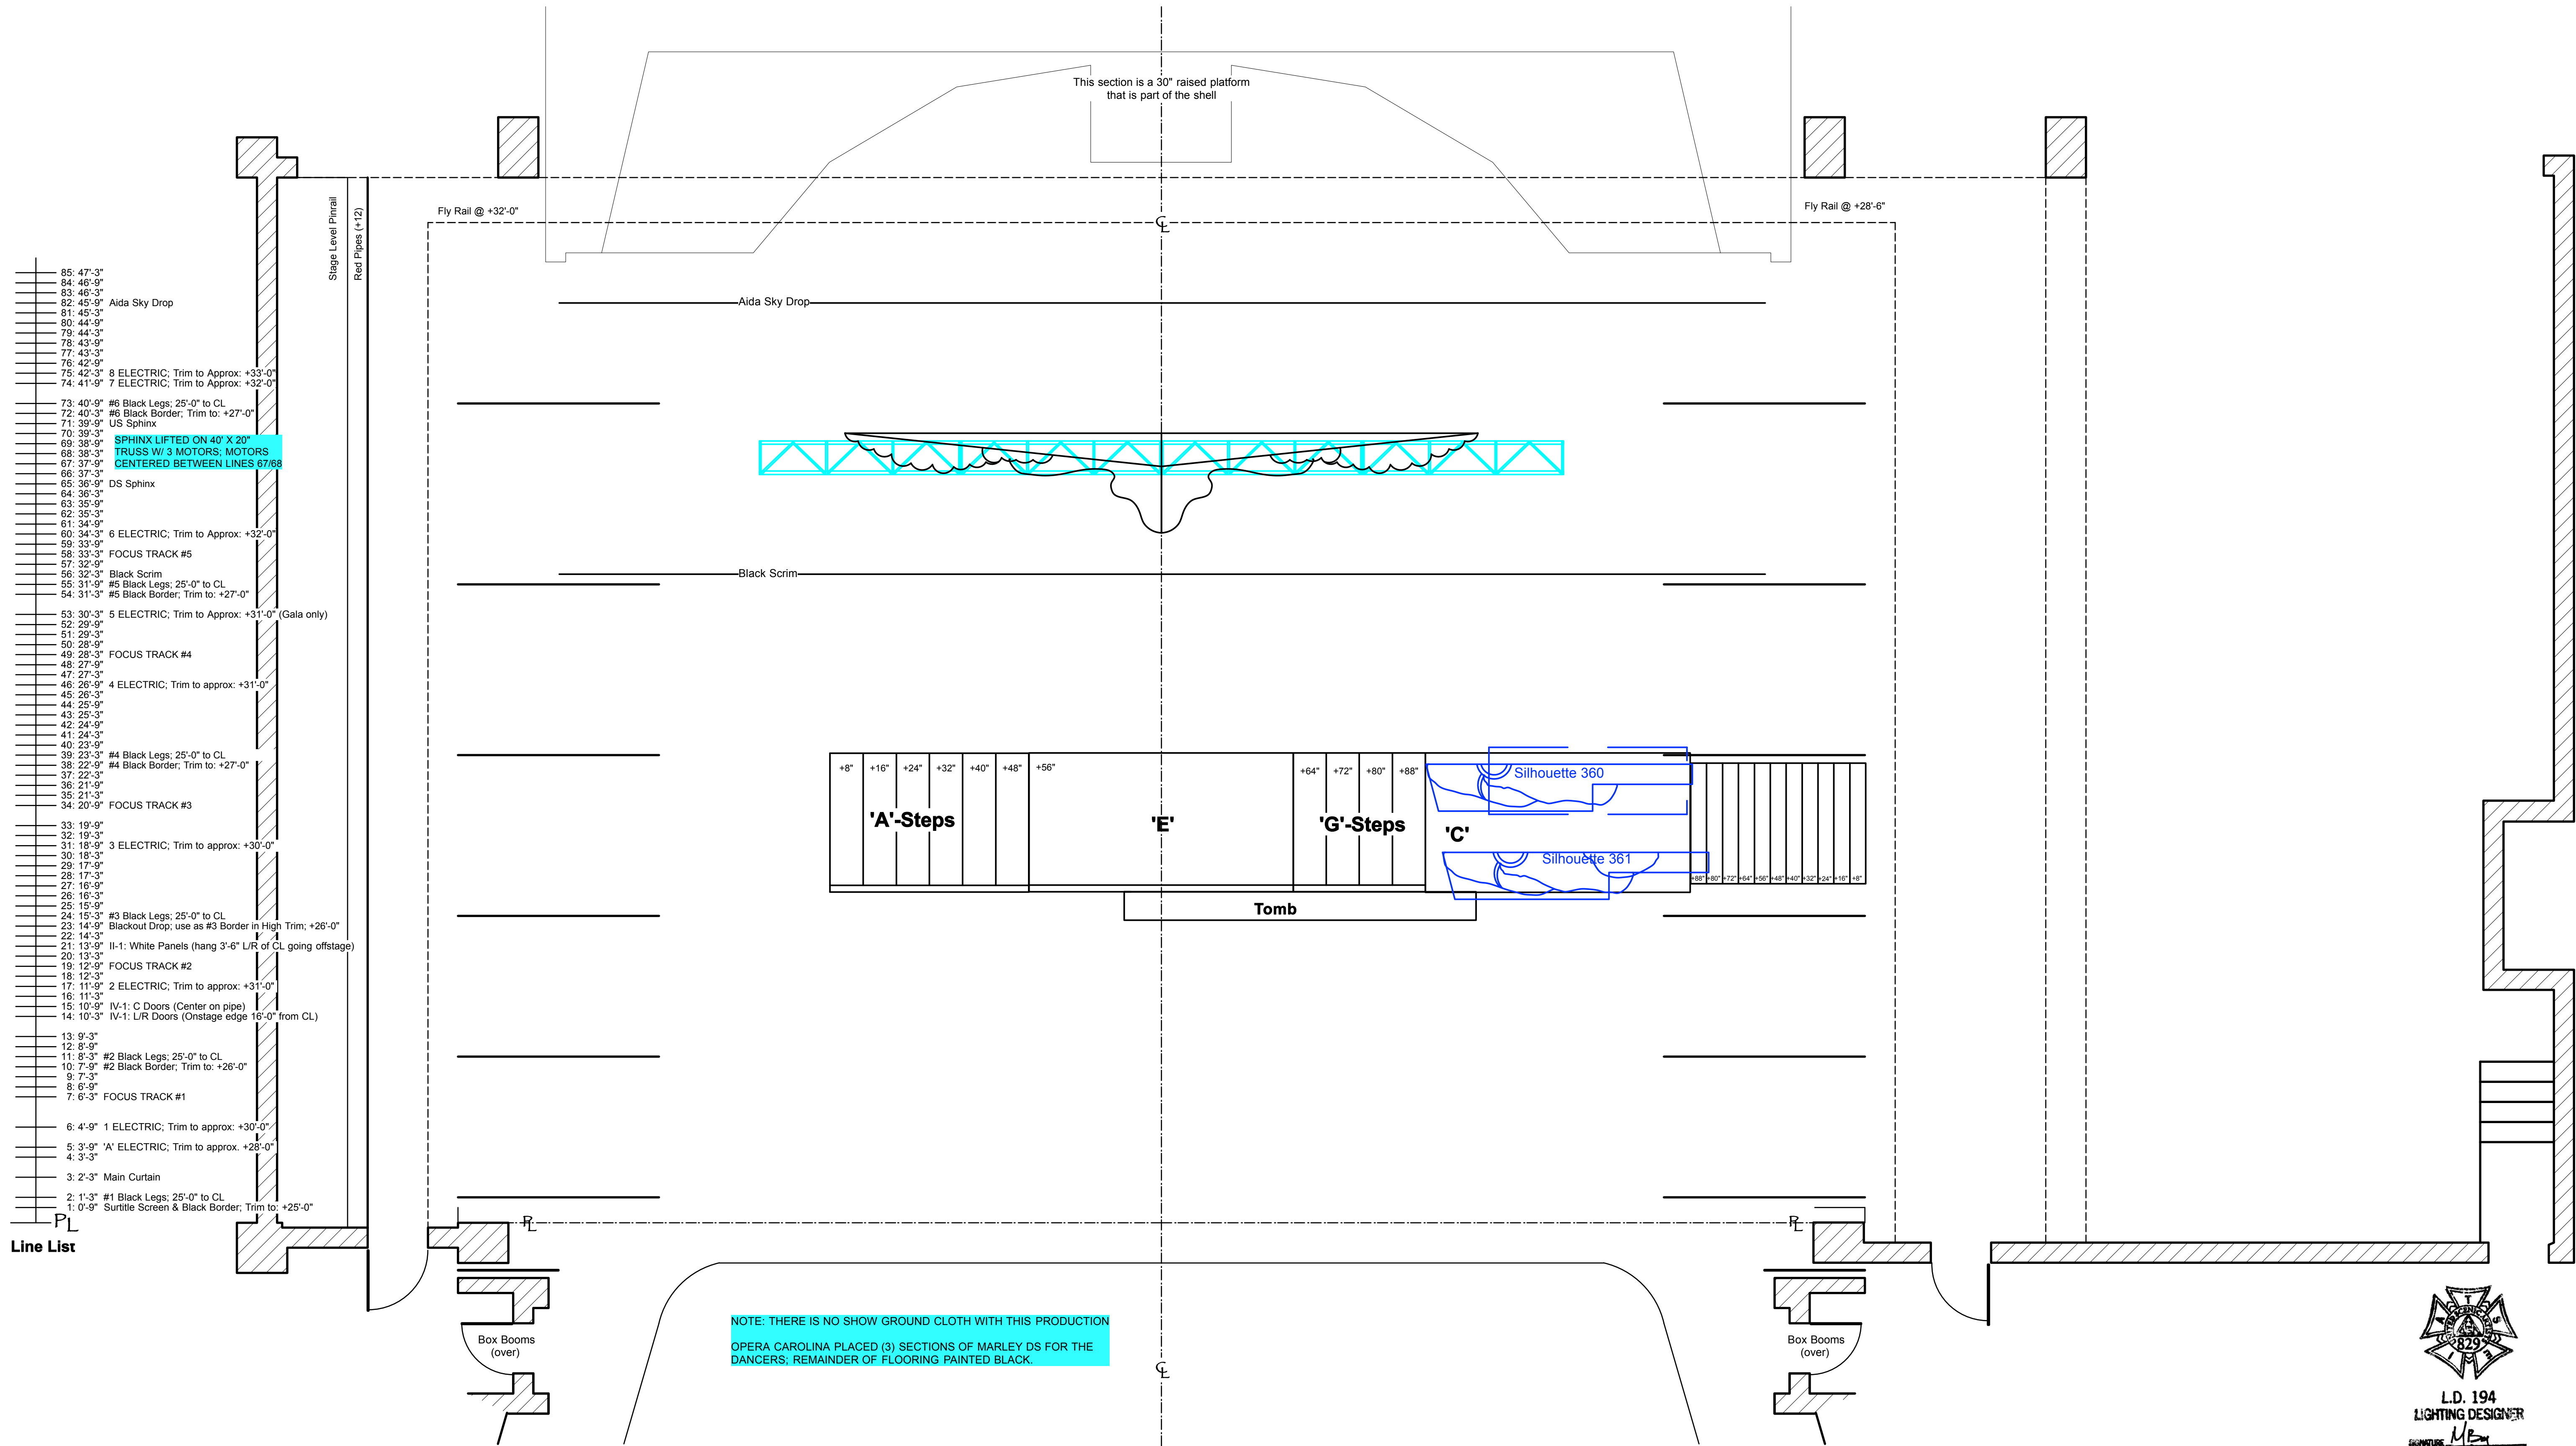 This section is a 30" raised platform
that is part of the shell
Fly Rail @ +32'-0"
Fly Rail @ +28'-6"
Stage Level Pinrail
Red Pipes (+12)
CL
85: 47'-3"
84: 46'-9"
83: 46'-3"
82: 45'-9" Aida Sky Drop
81: 45'-3"
80: 44'-9"
79: 44'-3"
78: 43'-9"
77: 43'-3"
76: 42'-9"
75: 42'-3" 8 ELECTRIC; Trim to Approx: +33'-0"
74: 41'-9" 7 ELECTRIC; Trim to Approx: +32'-0"
73: 40'-9" #6 Black Legs; 25'-0" to CL
72: 40'-3" #6 Black Border; Trim to: +27'-0"
71: 39'-9" US Sphinx
70: 39'-3"
69: 38'-9"
68: 38'-3"
67: 37'-9"
66: 37'-3"
SPHINX LIFTED ON 40' X 20"
TRUSS W/ 3 MOTORS; MOTORS
CENTERED BETWEEN LINES 67/68
65: 36'-9" DS Sphinx
64: 36'-3"
63: 35'-9"
62: 35'-3"
61: 34'-9"
60: 34'-3" 6 ELECTRIC; Trim to Approx: +32'-0"
59: 33'-9"
58: 33'-3" FOCUS TRACK #5
57: 32'-9"
56: 32'-3" Black Scrim
55: 31'-9" #5 Black Legs; 25'-0" to CL
54: 31'-3" #5 Black Border; Trim to: +27'-0"
53: 30'-3" 5 ELECTRIC; Trim to Approx: +31'-0" (Gala only)
52: 29'-9"
51: 29'-3"
50: 28'-9"
49: 28'-3" FOCUS TRACK #4
48: 27'-9"
47: 27'-3"
46: 26'-9" 4 ELECTRIC; Trim to approx: +31'-0"
45: 26'-3"
44: 25'-9"
43: 25'-3"
42: 24'-9"
41: 24'-3"
40: 23'-9"
39: 23'-3" #4 Black Legs; 25'-0" to CL
38: 22'-9" #4 Black Border; Trim to: +27'-0"
37: 22'-3"
36: 21'-9"
35: 21'-3"
34: 20'-9" FOCUS TRACK #3
33: 19'-9"
32: 19'-3"
31: 18'-9" 3 ELECTRIC; Trim to approx: +30'-0"
30: 18'-3"
29: 17'-9"
28: 17'-3"
27: 16'-9"
26: 16'-3"
25: 15'-9"
24: 15'-3" #3 Black Legs; 25'-0" to CL
23: 14'-9" Blackout Drop; use as #3 Border in High Trim; +26'-0"
22: 14'-3"
21: 13'-9" II-1: White Panels (hang 3'-6" L/R of CL going offstage)
20: 13'-3"
19: 12'-9" FOCUS TRACK #2
18: 12'-3"
17: 11'-9" 2 ELECTRIC; Trim to approx: +31'-0"
16: 11'-3"
15: 10'-9" IV-1: C Doors (Center on pipe)
14: 10'-3" IV-1: L/R Doors (Onstage edge 16'-0" from CL)
13: 9'-3"
12: 8'-9"
11: 8'-3" #2 Black Legs; 25'-0" to CL
10: 7'-9" #2 Black Border; Trim to: +26'-0"
9: 7'-3"
8: 6'-9"
7: 6'-3" FOCUS TRACK #1
6: 4'-9" 1 ELECTRIC; Trim to approx: +30'-0"
5: 3'-9" 'A' ELECTRIC; Trim to approx. +28'-0"
4: 3'-3"
3: 2'-3" Main Curtain
2: 1'-3" #1 Black Legs; 25'-0" to CL
1: 0'-9" Surtitle Screen & Black Border; Trim to: +25'-0"
PL
Line List
Aida Sky Drop
Black Scrim
+8" +16" +24" +32" +40" +48" +56"
+64" +72" +80" +88"
'A'-Steps
'E'
'G'-Steps
'C'
Silhouette 360
Silhouette 361
+88" +80" +72" +64" +56" +48" +40" +32" +24" +16" +8"
Tomb
PL
PL
Box Booms
(over)
NOTE: THERE IS NO SHOW GROUND CLOTH WITH THIS PRODUCTION
OPERA CAROLINA PLACED (3) SECTIONS OF MARLEY DS FOR THE
DANCERS; REMAINDER OF FLOORING PAINTED BLACK.
CL
Box Booms
(over)
829
L.D. 194
LIGHTING DESIGNER
SIGNATURE